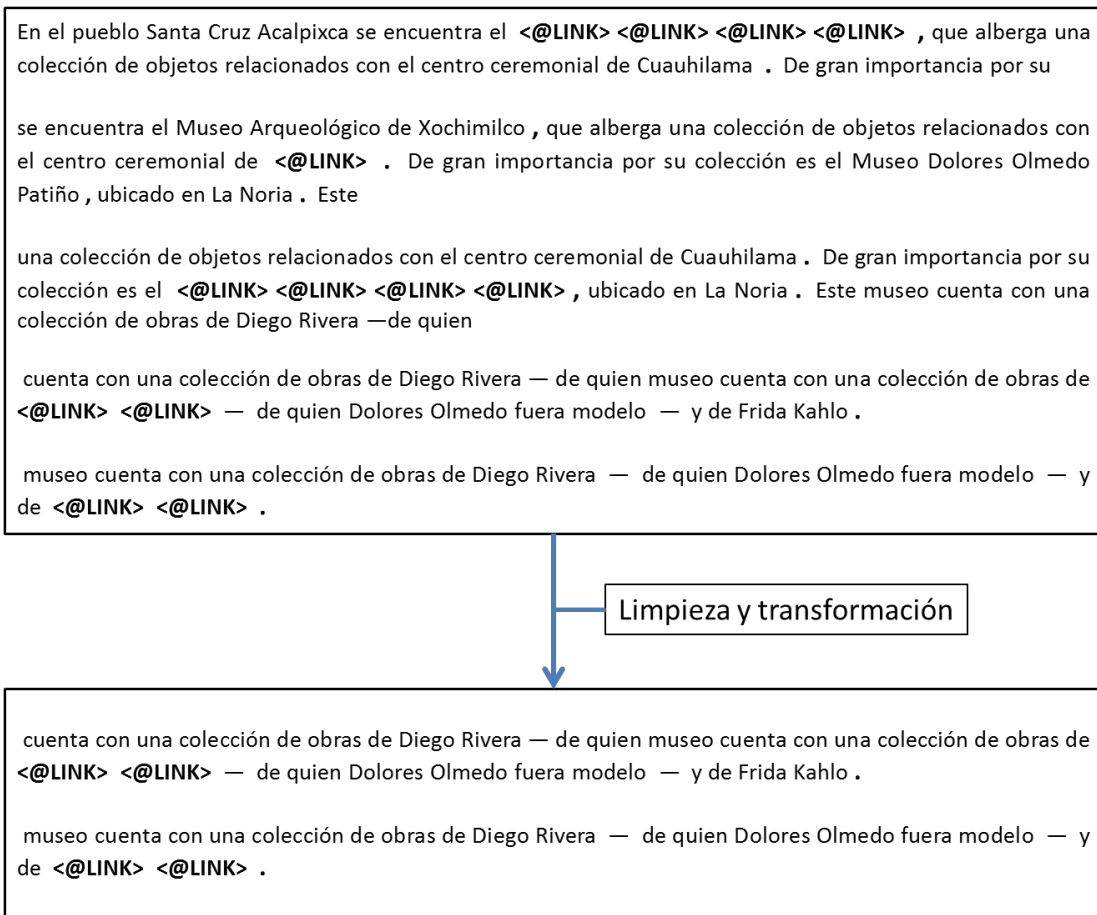 En el pueblo Santa Cruz Acalpixca se encuentra el <@LINK> <@LINK> <@LINK> <@LINK> , que alberga una
colección de objetos relacionados con el centro ceremonial de Cuauhilama . De gran importancia por su
se encuentra el Museo Arqueológico de Xochimilco , que alberga una colección de objetos relacionados con
el centro ceremonial de <@LINK> . De gran importancia por su colección es el Museo Dolores Olmedo
Patiño , ubicado en La Noria . Este
una colección de objetos relacionados con el centro ceremonial de Cuauhilama . De gran importancia por su
colección es el <@LINK> <@LINK> <@LINK> <@LINK> , ubicado en La Noria . Este museo cuenta con una
colección de obras de Diego Rivera —de quien
cuenta con una colección de obras de Diego Rivera — de quien museo cuenta con una colección de obras de
<@LINK> <@LINK> — de quien Dolores Olmedo fuera modelo — y de Frida Kahlo .
museo cuenta con una colección de obras de Diego Rivera — de quien Dolores Olmedo fuera modelo — y
de <@LINK> <@LINK> .
Limpieza y transformación
cuenta con una colección de obras de Diego Rivera — de quien museo cuenta con una colección de obras de
<@LINK> <@LINK> — de quien Dolores Olmedo fuera modelo — y de Frida Kahlo .
museo cuenta con una colección de obras de Diego Rivera — de quien Dolores Olmedo fuera modelo — y
de <@LINK> <@LINK> .